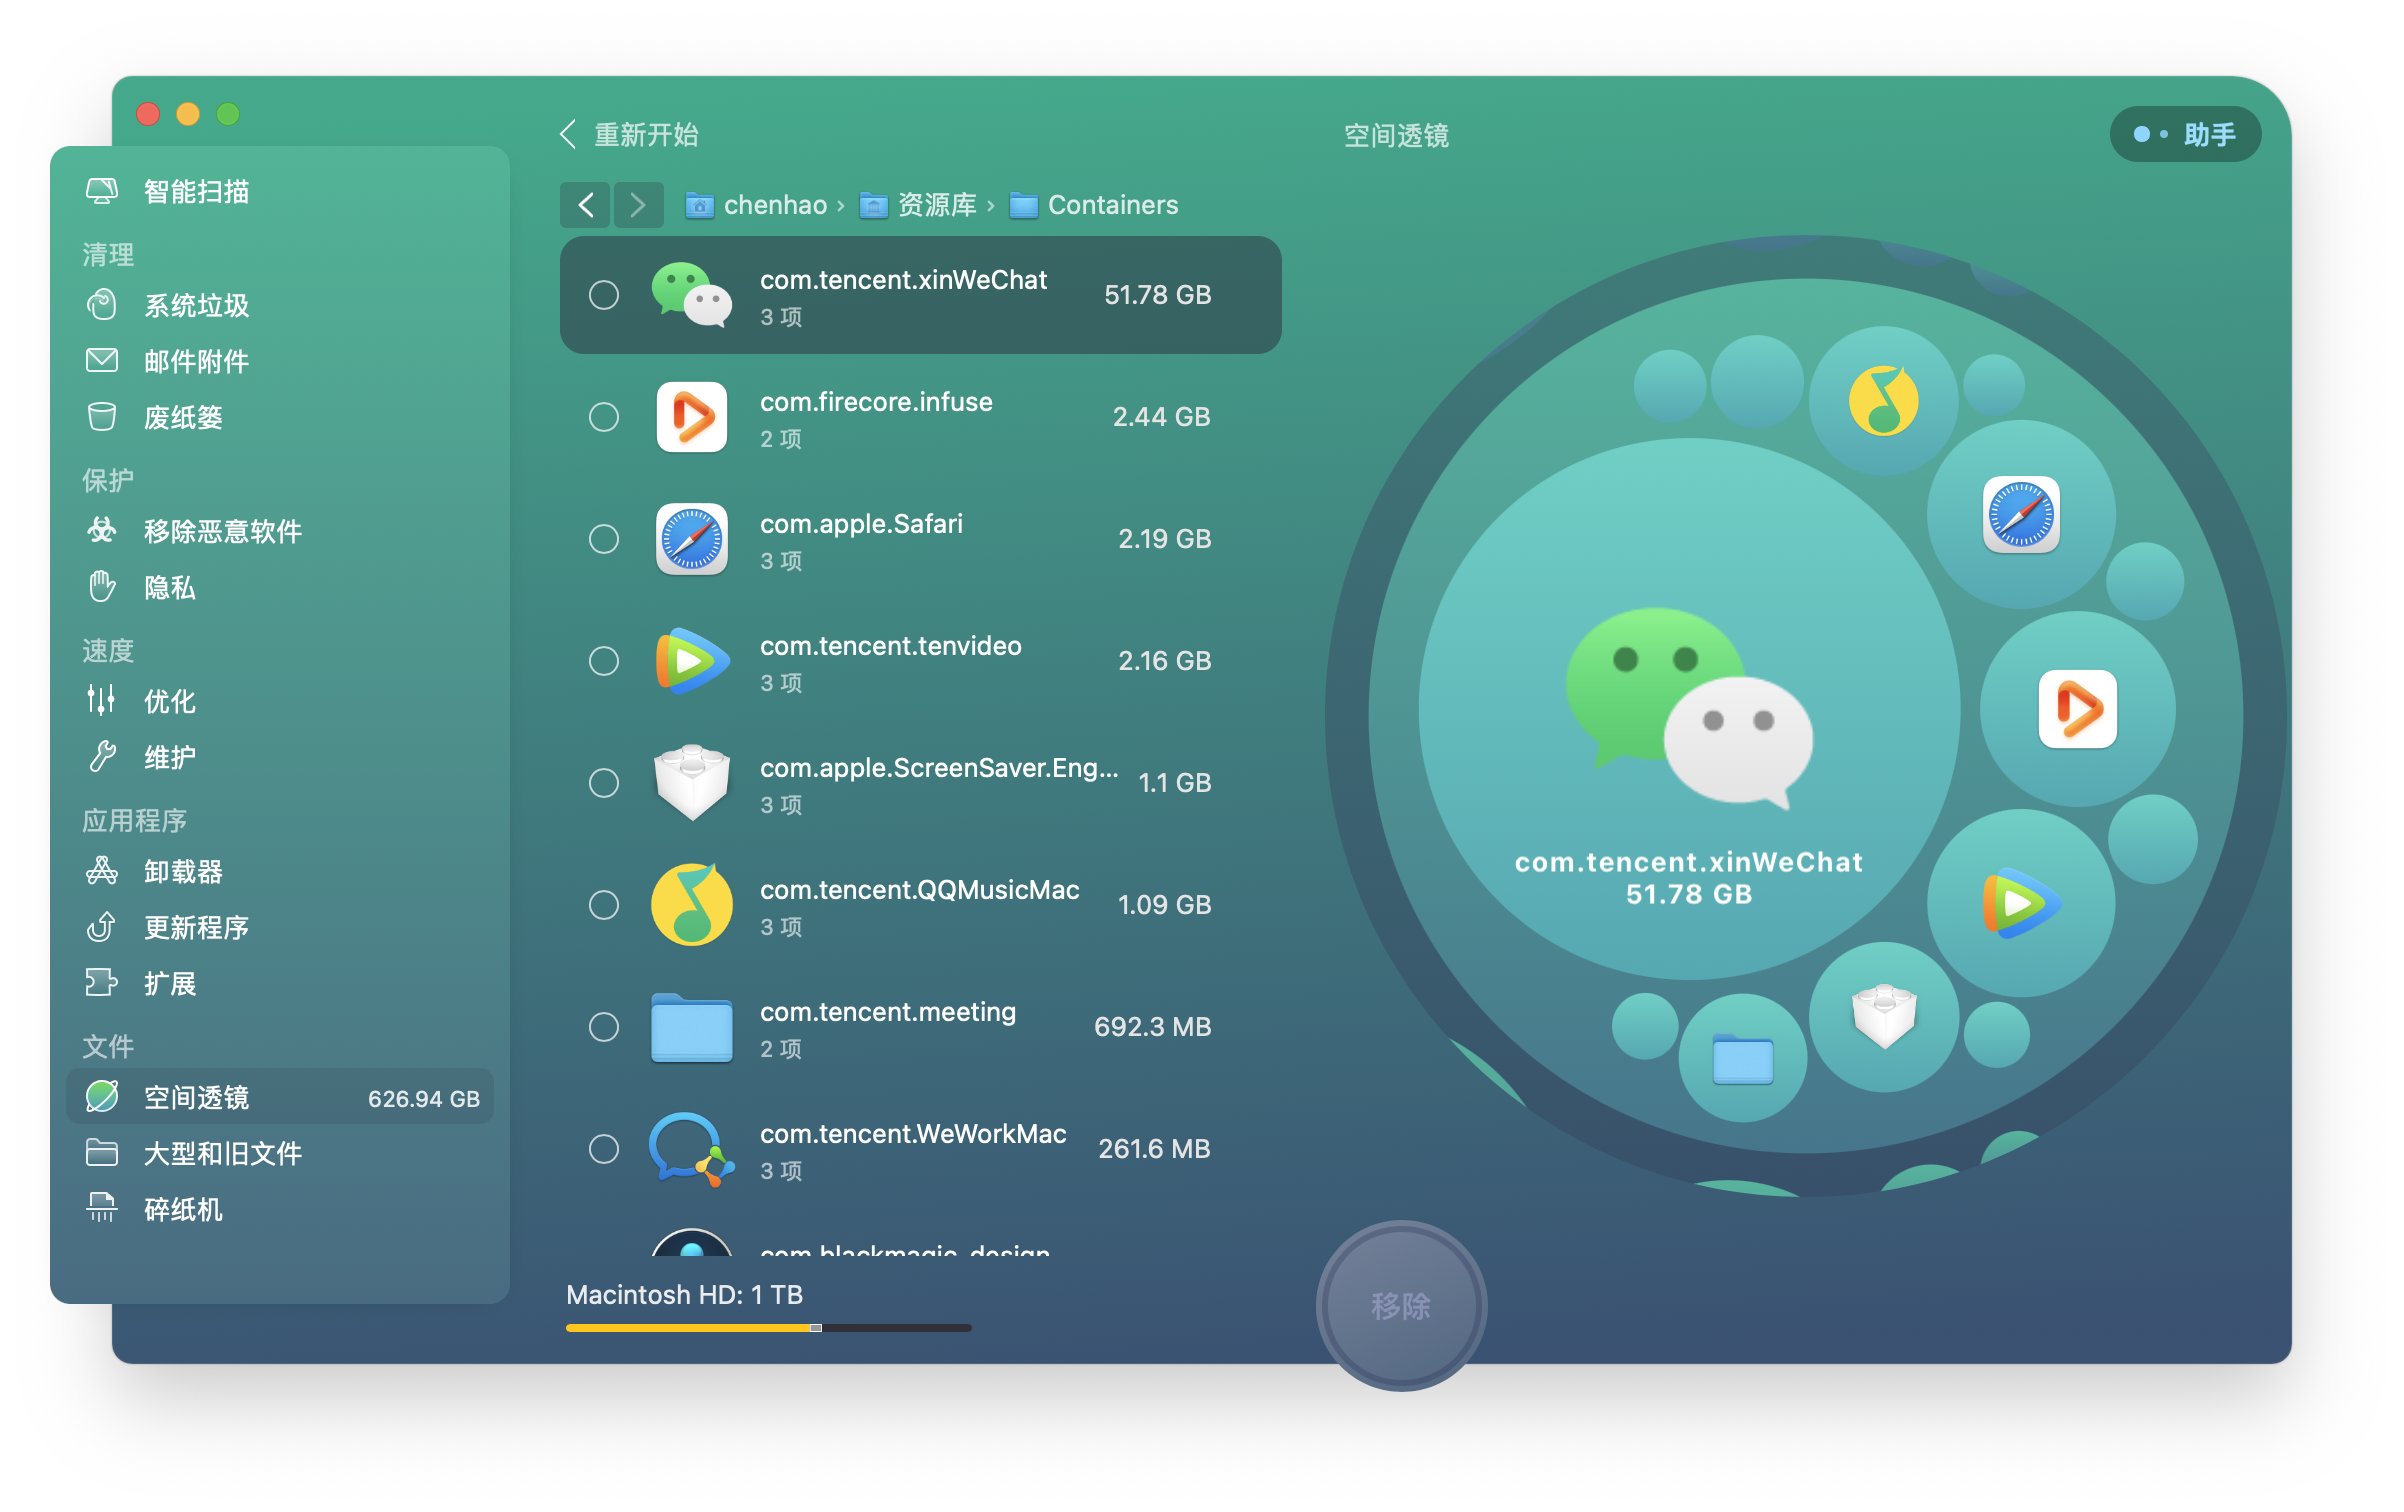 重新开始
空间透镜
助手
智能扫描
清理
系统垃圾
邮件附件
废纸篓
保护
移除恶意软件
隐私
速度
优化
维护
应用程序
卸载器
更新程序
扩展
文件
空间透镜 626.94 GB
大型和旧文件
碎纸机
chenhao › 资源库 › Containers
com.tencent.xinWeChat 51.78 GB
3 项
com.firecore.infuse 2.44 GB
2 项
com.apple.Safari 2.19 GB
3 项
com.tencent.tenvideo 2.16 GB
3 项
com.apple.ScreenSaver.Eng... 1.1 GB
3 项
com.tencent.QQMusicMac 1.09 GB
3 项
com.tencent.meeting 692.3 MB
2 项
com.tencent.WeWorkMac 261.6 MB
3 项
com.blackmagic_design
Macintosh HD: 1 TB
com.tencent.xinWeChat
51.78 GB
移除